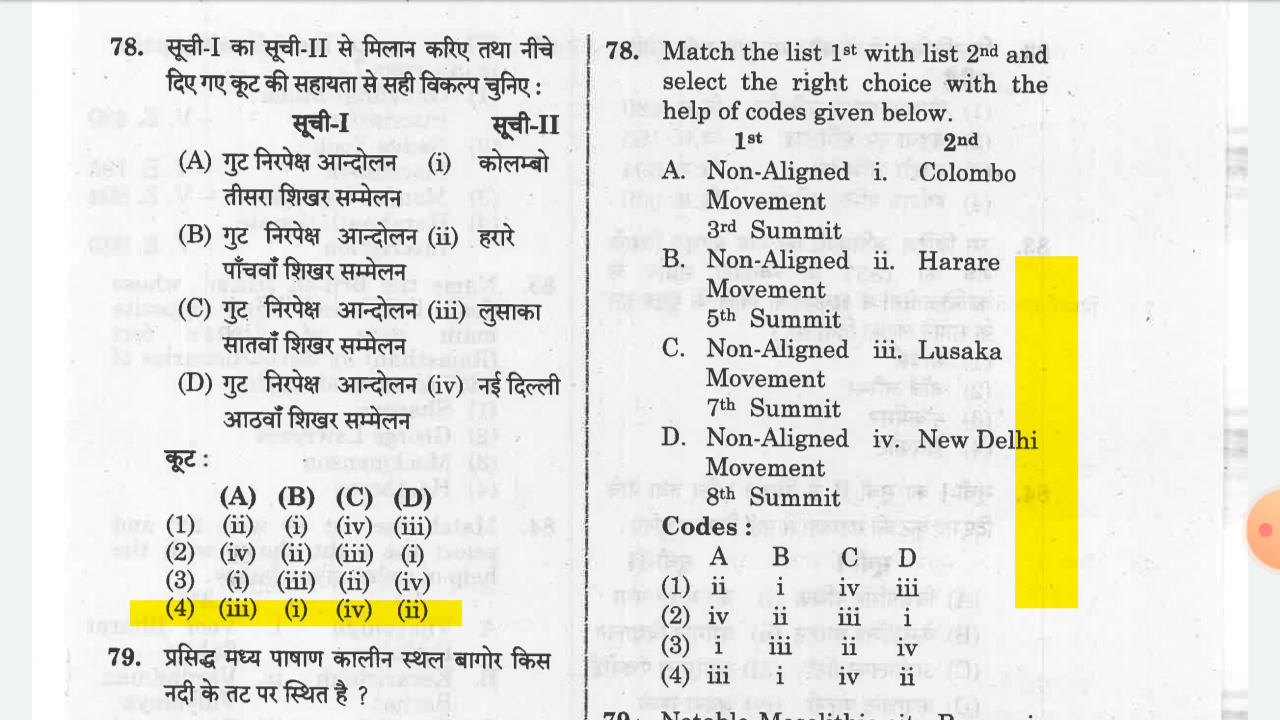 78. सूची-I का सूची-II से मिलान करिए तथा नीचे
दिए गए कूट की सहायता से सही विकल्प चुनिए :
सूची-I सूची-II
(A) गुट निरपेक्ष आन्दोलन (i) कोलम्बो
तीसरा शिखर सम्मेलन
(B) गुट निरपेक्ष आन्दोलन (ii) हरारे
पाँचवाँ शिखर सम्मेलन
(C) गुट निरपेक्ष आन्दोलन (iii) लुसाका
सातवाँ शिखर सम्मेलन
(D) गुट निरपेक्ष आन्दोलन (iv) नई दिल्ली
आठवाँ शिखर सम्मेलन
कूट :
(A) (B) (C) (D)
(1) (ii) (i) (iv) (iii)
(2) (iv) (ii) (iii) (i)
(3) (i) (iii) (ii) (iv)
(4) (iii) (i) (iv) (ii)
79. प्रसिद्ध मध्य पाषाण कालीन स्थल बागोर किस
नदी के तट पर स्थित है ?
78. Match the list 1st with list 2nd and
select the right choice with the
help of codes given below.
1st 2nd
A. Non-Aligned i. Colombo
Movement
3rd Summit
B. Non-Aligned ii. Harare
Movement
5th Summit
C. Non-Aligned iii. Lusaka
Movement
7th Summit
D. Non-Aligned iv. New Delhi
Movement
8th Summit
Codes :
A B C D
(1) ii i iv iii
(2) iv ii iii i
(3) i iii ii iv
(4) iii i iv ii